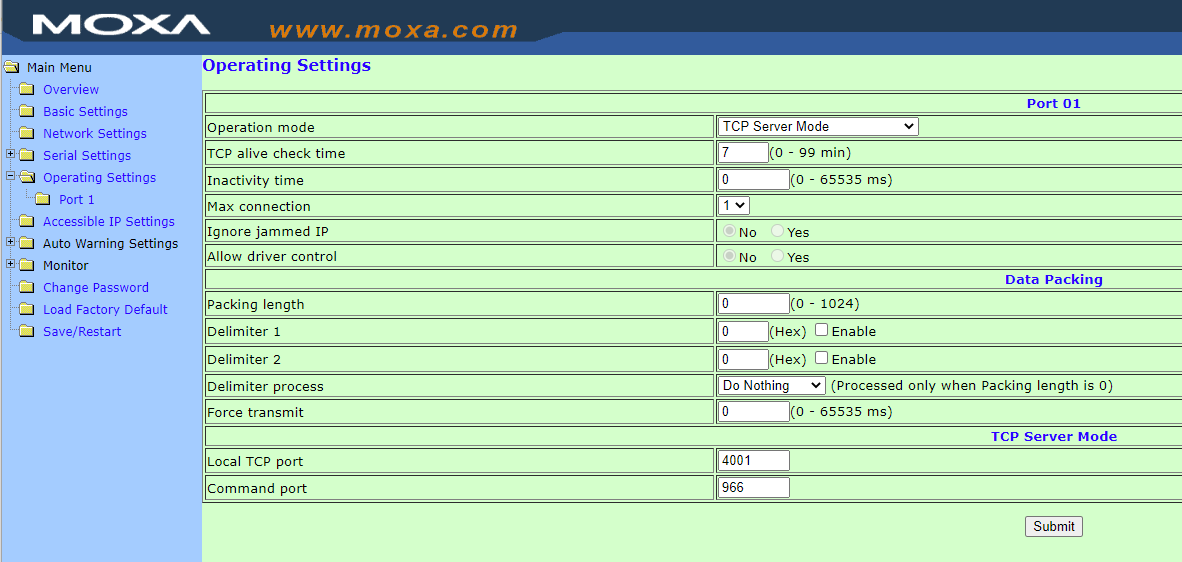 MOXA www.moxa.com
Main Menu
Overview
Basic Settings
Network Settings
Serial Settings
Operating Settings
Port 1
Accessible IP Settings
Auto Warning Settings
Monitor
Change Password
Load Factory Default
Save/Restart
Operating Settings
Port 01
Operation mode TCP Server Mode
TCP alive check time 7 (0 - 99 min)
Inactivity time 0 (0 - 65535 ms)
Max connection 1
Ignore jammed IP No Yes
Allow driver control No Yes
Data Packing
Packing length 0 (0 - 1024)
Delimiter 1 0 (Hex) Enable
Delimiter 2 0 (Hex) Enable
Delimiter process Do Nothing (Processed only when Packing length is 0)
Force transmit 0 (0 - 65535 ms)
TCP Server Mode
Local TCP port 4001
Command port 966
Submit